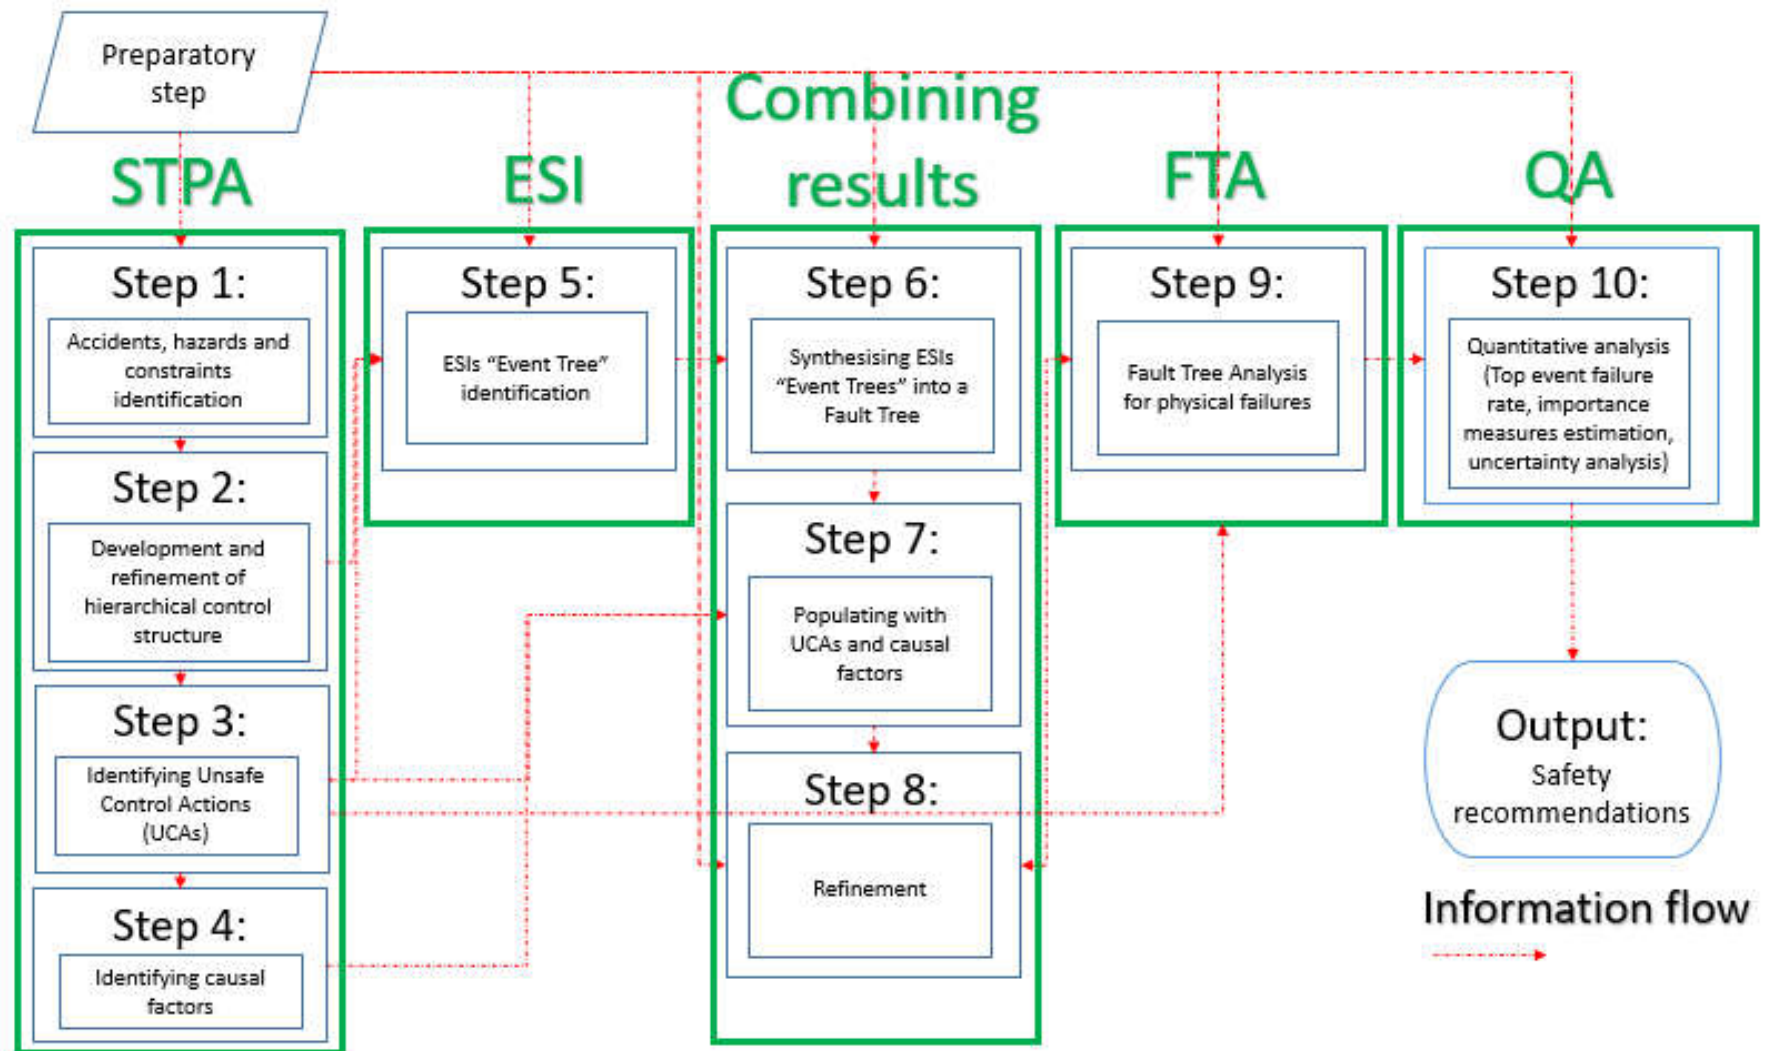 Preparatory
step
STPA
Step 1:
Accidents, hazards and
constraints
identification
Step 2:
Development and
refinement of
hierarchical control
structure
Step 3:
Identifying Unsafe
Control Actions
(UCAs)
Step 4:
Identifying causal
factors
ESI
Step 5:
ESIs “Event Tree”
identification
Combining
results
Step 6:
Synthesising ESIs
“Event Trees” into a
Fault Tree
Step 7:
Populating with
UCAs and causal
factors
Step 8:
Refinement
FTA
Step 9:
Fault Tree Analysis
for physical failures
QA
Step 10:
Quantitative analysis
(Top event failure
rate, importance
measures estimation,
uncertainty analysis)
Output:
Safety
recommendations
Information flow